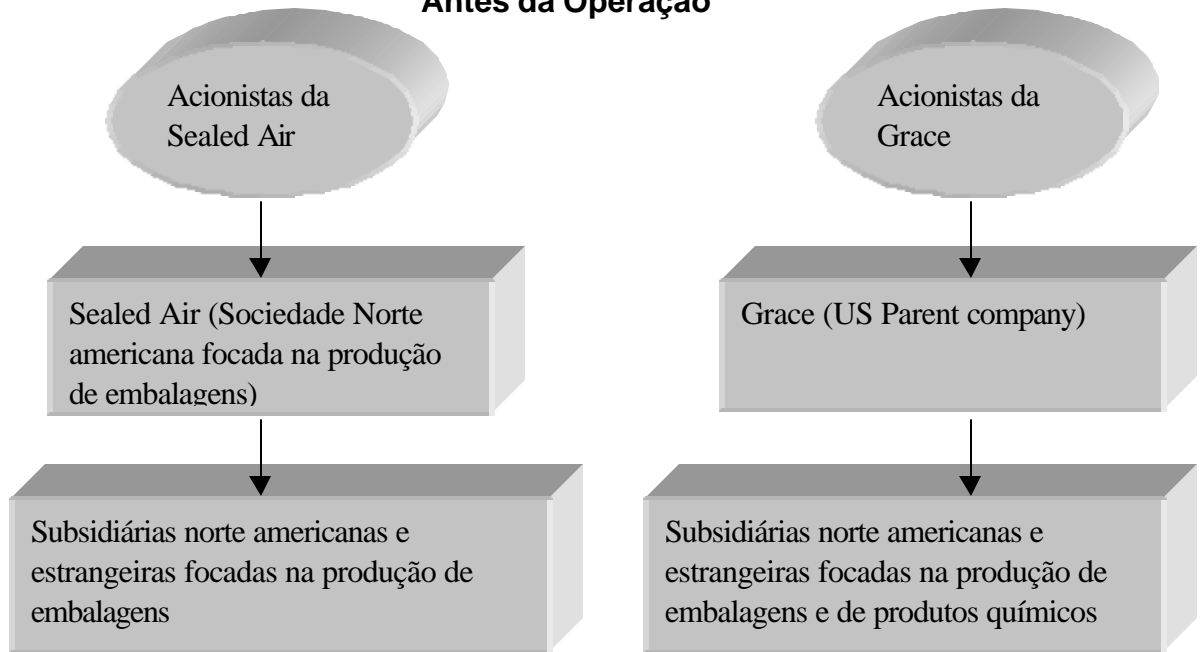 Antes da Operação
Acionistas da
Sealed Air
Acionistas da
Grace
Sealed Air (Sociedade Norte
americana focada na produção
de embalagens)
Grace (US Parent company)
Subsidiárias norte americanas e
estrangeiras focadas na produção de
embalagens
Subsidiárias norte americanas e
estrangeiras focadas na produção de
embalagens e de produtos químicos